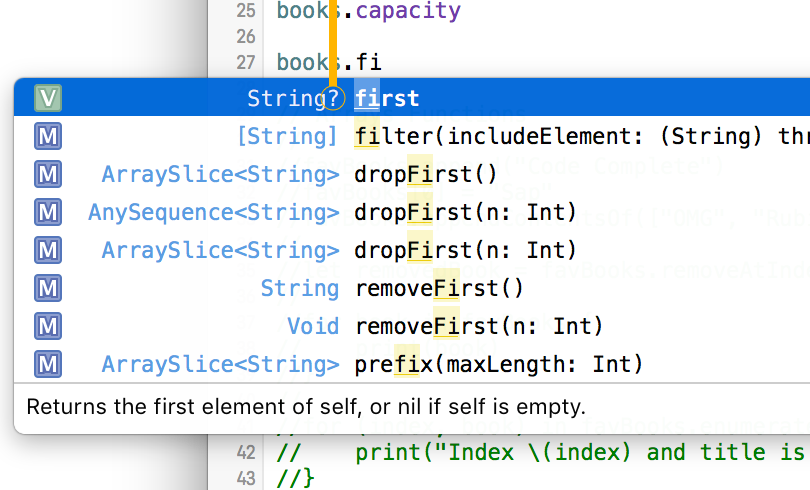 25 books.capacity
26
27 books.fi
V String? first
M [String] filter(includeElement: (String) thr
M ArraySlice<String> dropFirst()
M AnySequence<String> dropFirst(n: Int)
M ArraySlice<String> dropFirst(n: Int)
M String removeFirst()
M Void removeFirst(n: Int)
M ArraySlice<String> prefix(maxLength: Int)
Returns the first element of self, or nil if self is empty.
42 //    print("Index \(index) and title is
43 //}